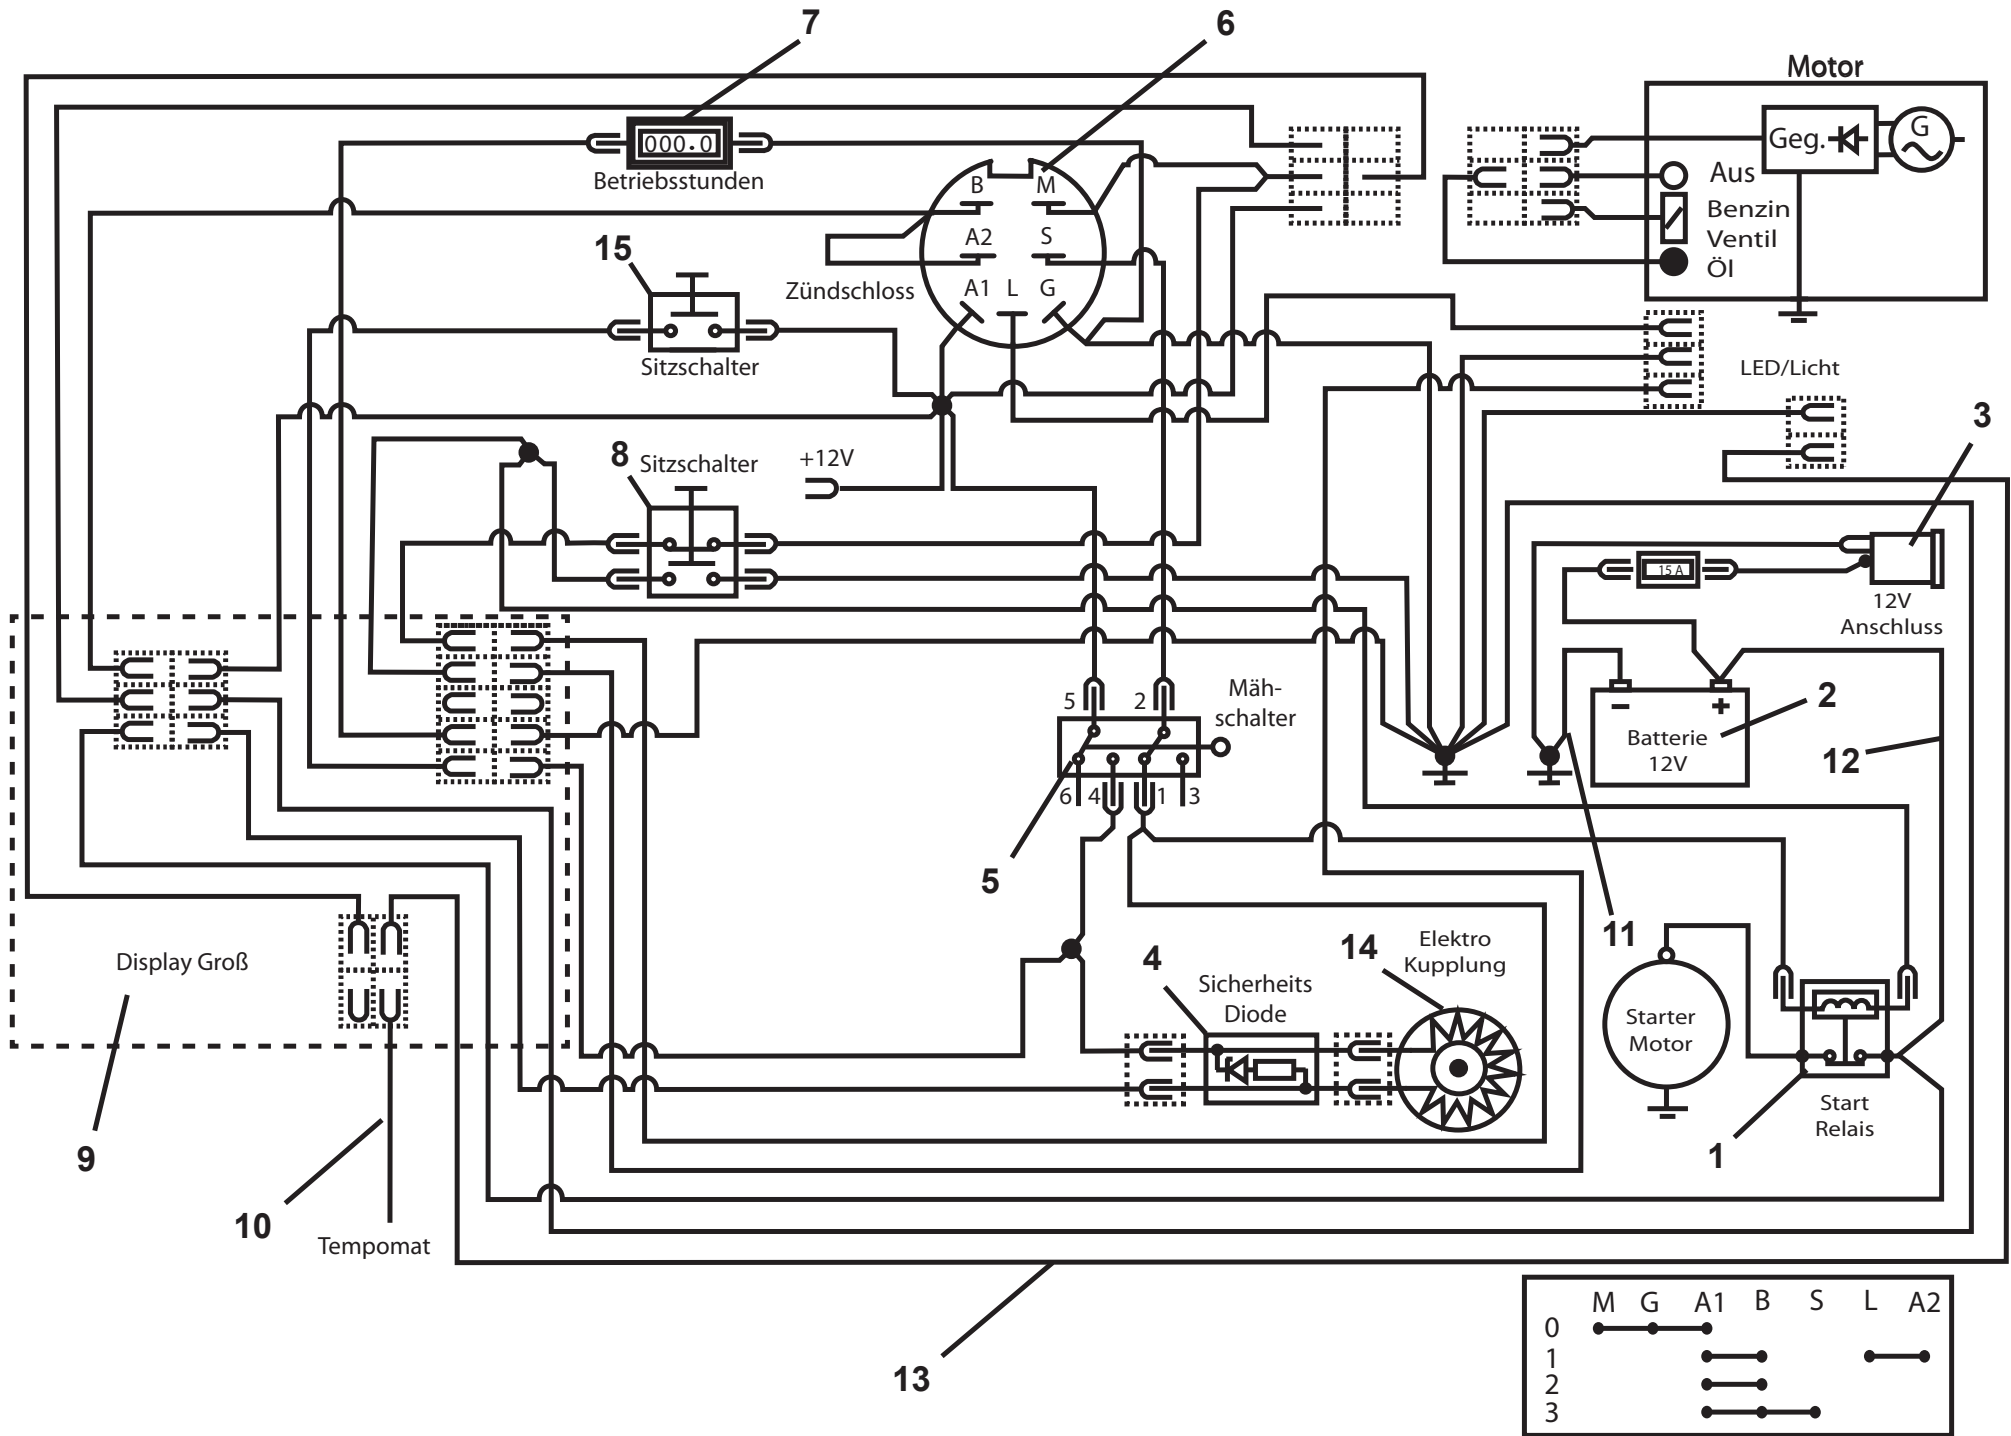 7
6
Motor
000.0
Betriebsstunden
Geg.
G
Aus
Benzin
Ventil
Öl
B
M
A2
S
A1
L
G
Zündschloss
15
Sitzschalter
LED/Licht
8
Sitzschalter
+12V
3
15 A
12V
Anschluss
5
2
Mäh-
schalter
6
4
1
3
5
2
Batterie
12V
12
11
Display Groß
9
10
Tempomat
4
Sicherheits
Diode
14
Elektro
Kupplung
Starter
Motor
Start
Relais
1
13
M G A1 B S L A2
0
1
2
3